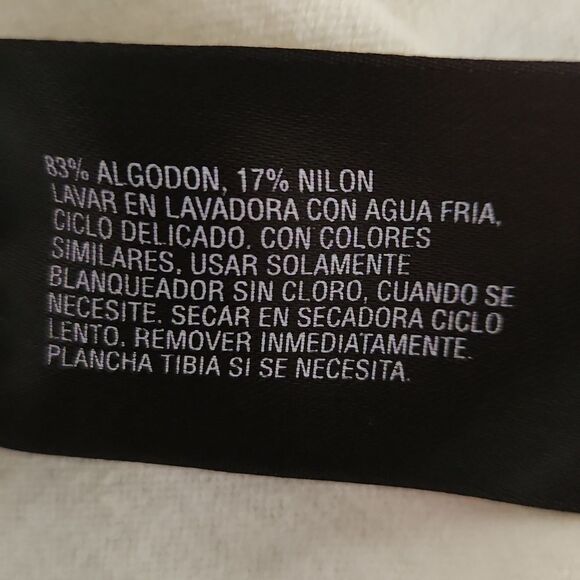 83% ALGODON, 17% NILON
LAVAR EN LAVADORA CON AGUA FRIA,
CICLO DELICADO. CON COLORES
SIMILARES. USAR SOLAMENTE
BLANQUEADOR SIN CLORO, CUANDO SE
NECESITE. SECAR EN SECADORA CICLO
LENTO. REMOVER INMEDIATAMENTE.
PLANCHA TIBIA SI SE NECESITA.